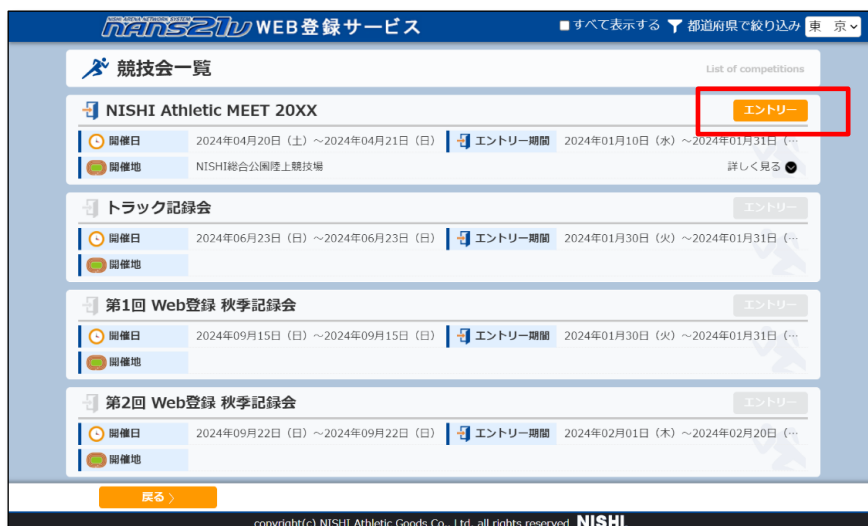 NISHI ARENA NETWORK SYSTEM
NANS21V WEB登録サービス すべて表示する 都道府県で絞り込み 東 京
競技会一覧 List of competitions
NISHI Athletic MEET 20XX エントリー
開催日 2024年04月20日（土）～2024年04月21日（日） エントリー期間 2024年01月10日（水）～2024年01月31日（…
開催地 NISHI総合公園陸上競技場 詳しく見る
トラック記録会 エントリー
開催日 2024年06月23日（日）～2024年06月23日（日） エントリー期間 2024年01月30日（火）～2024年01月31日（…
開催地
第1回 Web登録 秋季記録会 エントリー
開催日 2024年09月15日（日）～2024年09月15日（日） エントリー期間 2024年01月30日（火）～2024年01月31日（…
開催地
第2回 Web登録 秋季記録会 エントリー
開催日 2024年09月22日（日）～2024年09月22日（日） エントリー期間 2024年02月01日（木）～2024年02月20日（…
開催地
戻る 〉
copyright(c) NISHI Athletic Goods Co., Ltd. all rights reserved. NISHI